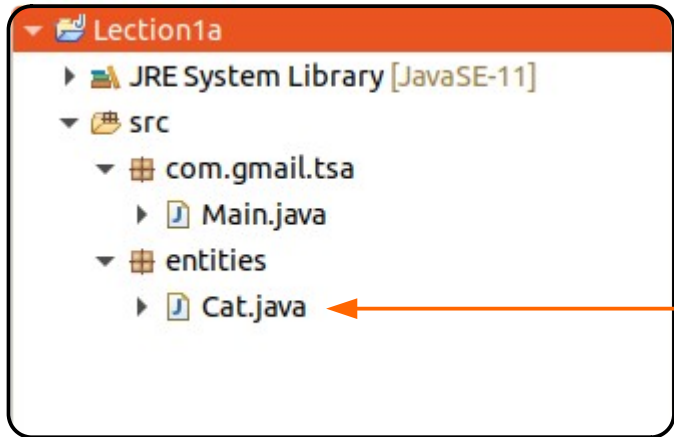 Lection1a
JRE System Library [JavaSE-11]
src
com.gmail.tsa
Main.java
entities
Cat.java